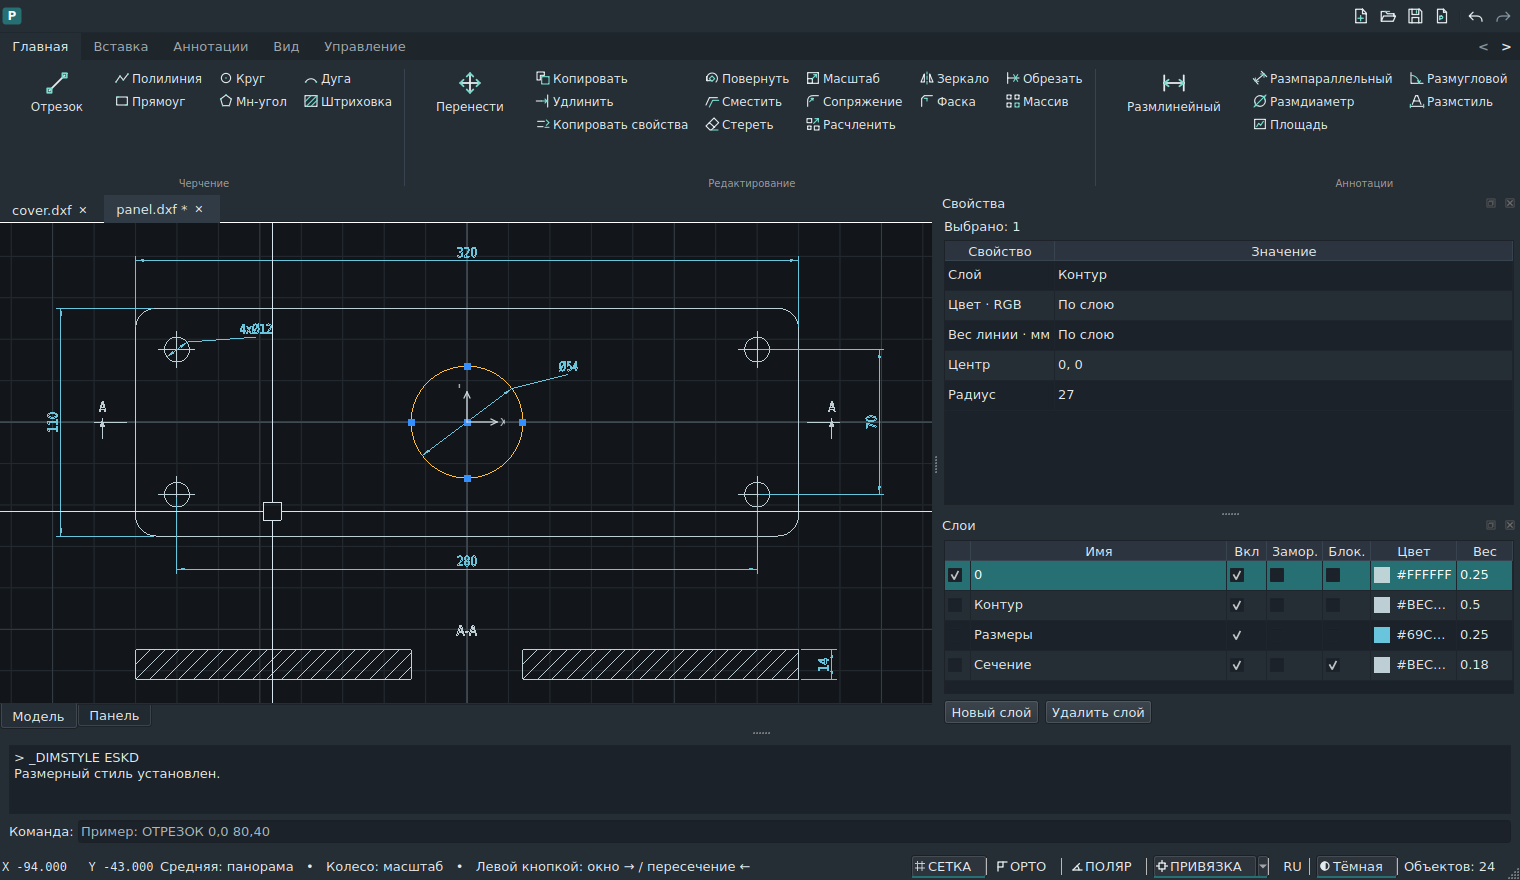 P
Главная Вставка Аннотации Вид Управление < >
Отрезок
Полилиния Круг Дуга
Прямоуг Мн-угол Штриховка
Черчение
Перенести
Копировать Повернуть Масштаб Зеркало Обрезать
Удлинить Сместить Сопряжение Фаска Массив
Копировать свойства Стереть Расчленить
Редактирование
Размлинейный
Размпараллельный Размугловой
Размдиаметр Размстиль
Площадь
Аннотации
cover.dxf × panel.dxf * ×
320
4xØ12
Ø54
110
A
X
A
70
280
A-A
14
Модель Панель
Свойства
Выбрано: 1
Свойство Значение
Слой Контур
Цвет · RGB По слою
Вес линии · мм По слою
Центр 0, 0
Радиус 27
Слои
Имя Вкл Замор. Блок. Цвет Вес
0 #FFFFFF 0.25
Контур #BEC... 0.5
Размеры #69C... 0.25
Сечение #BEC... 0.18
Новый слой Удалить слой
> _DIMSTYLE ESKD
Размерный стиль установлен.
Команда: Пример: ОТРЕЗОК 0,0 80,40
X -94.000 Y -43.000 Средняя: панорама • Колесо: масштаб • Левой кнопкой: окно → / пересечение ← СЕТКА ОРТО ПОЛЯР ПРИВЯЗКА RU Тёмная Объектов: 24